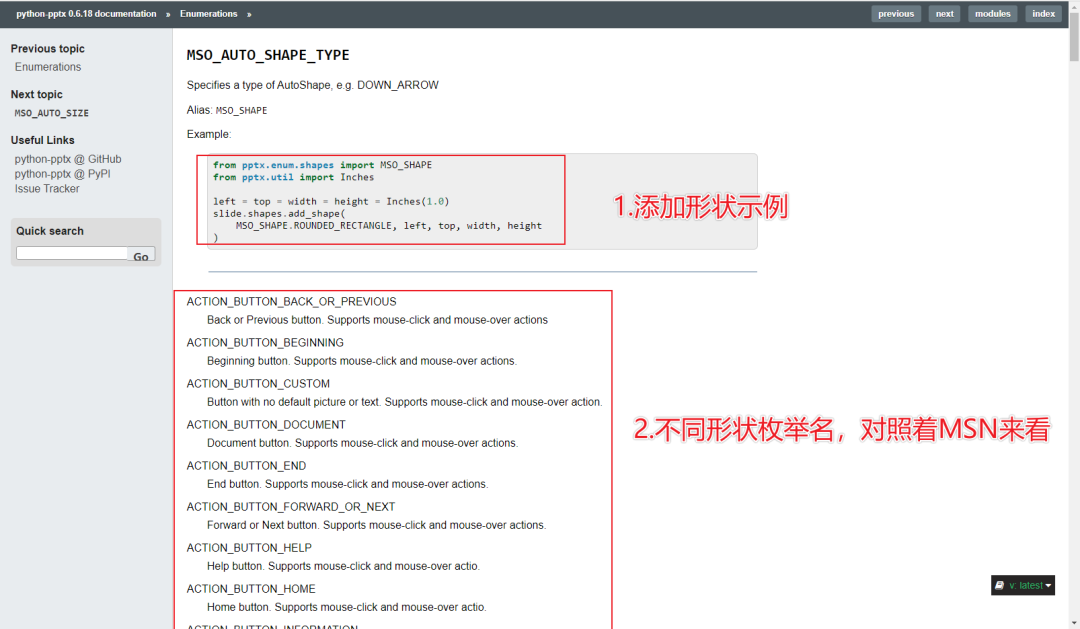 python-pptx 0.6.18 documentation » Enumerations » previous next modules index
Previous topic
Enumerations
Next topic
MSO_AUTO_SIZE
Useful Links
python-pptx @ GitHub
python-pptx @ PyPI
Issue Tracker
Quick search
Go
MSO_AUTO_SHAPE_TYPE
Specifies a type of AutoShape, e.g. DOWN_ARROW
Alias: MSO_SHAPE
Example:
from pptx.enum.shapes import MSO_SHAPE
from pptx.util import Inches
left = top = width = height = Inches(1.0)
slide.shapes.add_shape(
MSO_SHAPE.ROUNDED_RECTANGLE, left, top, width, height
)
1.添加形状示例
ACTION_BUTTON_BACK_OR_PREVIOUS
Back or Previous button. Supports mouse-click and mouse-over actions
ACTION_BUTTON_BEGINNING
Beginning button. Supports mouse-click and mouse-over actions.
ACTION_BUTTON_CUSTOM
Button with no default picture or text. Supports mouse-click and mouse-over action.
ACTION_BUTTON_DOCUMENT
Document button. Supports mouse-click and mouse-over actions.
ACTION_BUTTON_END
End button. Supports mouse-click and mouse-over actions.
ACTION_BUTTON_FORWARD_OR_NEXT
Forward or Next button. Supports mouse-click and mouse-over actions.
ACTION_BUTTON_HELP
Help button. Supports mouse-click and mouse-over actio.
ACTION_BUTTON_HOME
Home button. Supports mouse-click and mouse-over actio.
ACTION_BUTTON_INFORMATION
2.不同形状枚举名，对照着MSN来看
v: latest